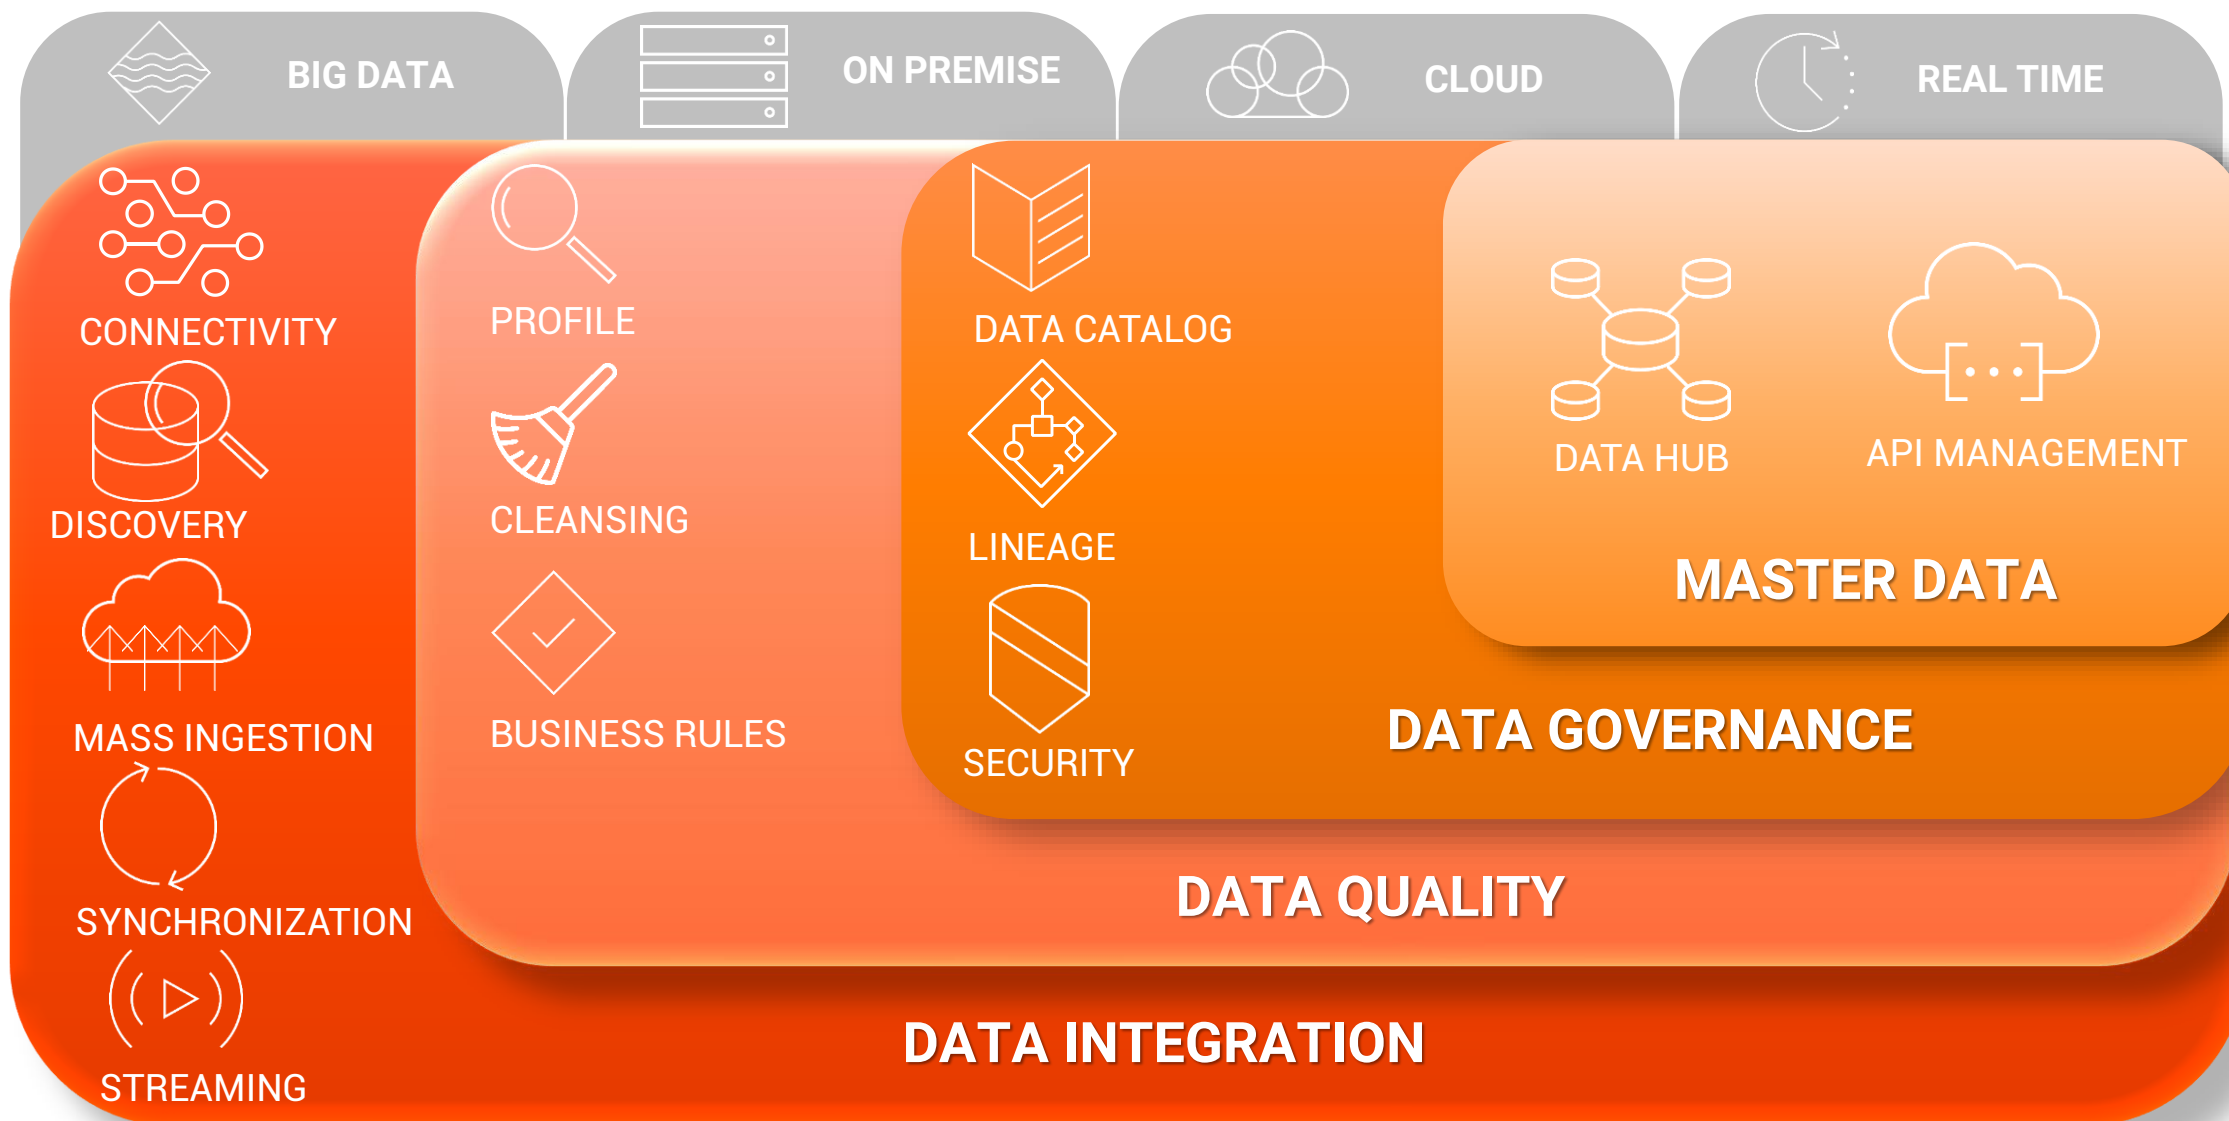 BIG DATA
ON PREMISE
CLOUD
REAL TIME
CONNECTIVITY
DISCOVERY
MASS INGESTION
SYNCHRONIZATION
STREAMING
PROFILE
CLEANSING
BUSINESS RULES
DATA CATALOG
LINEAGE
SECURITY
DATA HUB
API MANAGEMENT
MASTER DATA
DATA GOVERNANCE
DATA QUALITY
DATA INTEGRATION